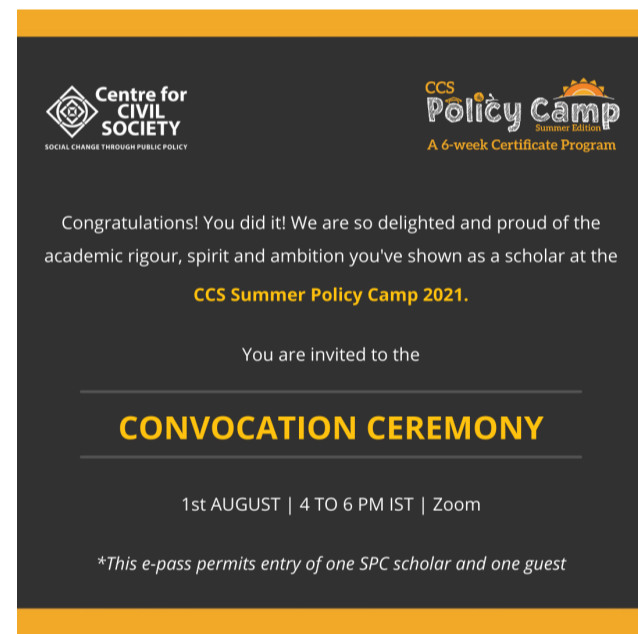 Centre for
CIVIL
SOCIETY
SOCIAL CHANGE THROUGH PUBLIC POLICY
CCS
Policy Camp
Summer Edition
A 6-week Certificate Program
Congratulations! You did it! We are so delighted and proud of the
academic rigour, spirit and ambition you've shown as a scholar at the
CCS Summer Policy Camp 2021.
You are invited to the
CONVOCATION CEREMONY
1st AUGUST | 4 TO 6 PM IST | Zoom
*This e-pass permits entry of one SPC scholar and one guest